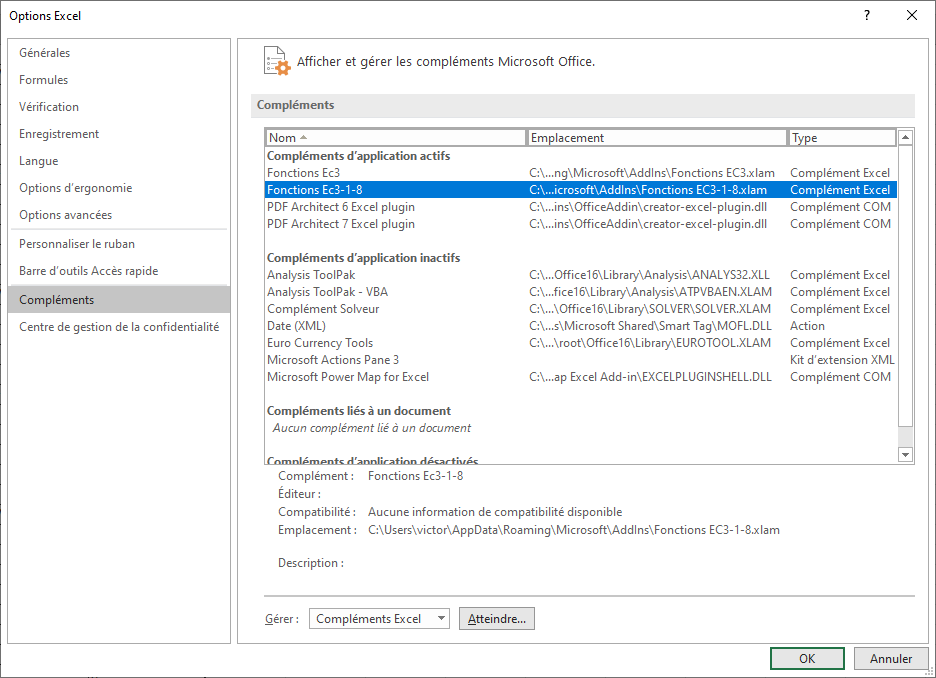 Options Excel
?
Générales
Formules
Vérification
Enregistrement
Langue
Options d'ergonomie
Options avancées
Personnaliser le ruban
Barre d'outils Accès rapide
Compléments
Centre de gestion de la confidentialité
Afficher et gérer les compléments Microsoft Office.
Compléments
Nom Emplacement Type
Compléments d'application actifs
Fonctions Ec3 C:\...ng\Microsoft\AddIns\Fonctions EC3.xlam Complément Excel
Fonctions Ec3-1-8 C:\...icrosoft\AddIns\Fonctions EC3-1-8.xlam Complément Excel
PDF Architect 6 Excel plugin C:\...ins\OfficeAddin\creator-excel-plugin.dll Complément COM
PDF Architect 7 Excel plugin C:\...ins\OfficeAddin\creator-excel-plugin.dll Complément COM
Compléments d'application inactifs
Analysis ToolPak C:\...Office16\Library\Analysis\ANALYS32.XLL Complément Excel
Analysis ToolPak - VBA C:\...fice16\Library\Analysis\ATPVBAEN.XLAM Complément Excel
Complément Solveur C:\...\Office16\Library\SOLVER\SOLVER.XLAM Complément Excel
Date (XML) C:\...s\Microsoft Shared\Smart Tag\MOFL.DLL Action
Euro Currency Tools C:\...\root\Office16\Library\EUROTOOL.XLAM Complément Excel
Microsoft Actions Pane 3 Kit d'extension XML
Microsoft Power Map for Excel C:\...ap Excel Add-in\EXCELPLUGINSHELL.DLL Complément COM
Compléments liés à un document
Aucun complément lié à un document
Compléments d'application désactivés
Complément : Fonctions Ec3-1-8
Éditeur :
Compatibilité : Aucune information de compatibilité disponible
Emplacement : C:\Users\victor\AppData\Roaming\Microsoft\AddIns\Fonctions EC3-1-8.xlam
Description :
Gérer : Compléments Excel Atteindre...
OK Annuler